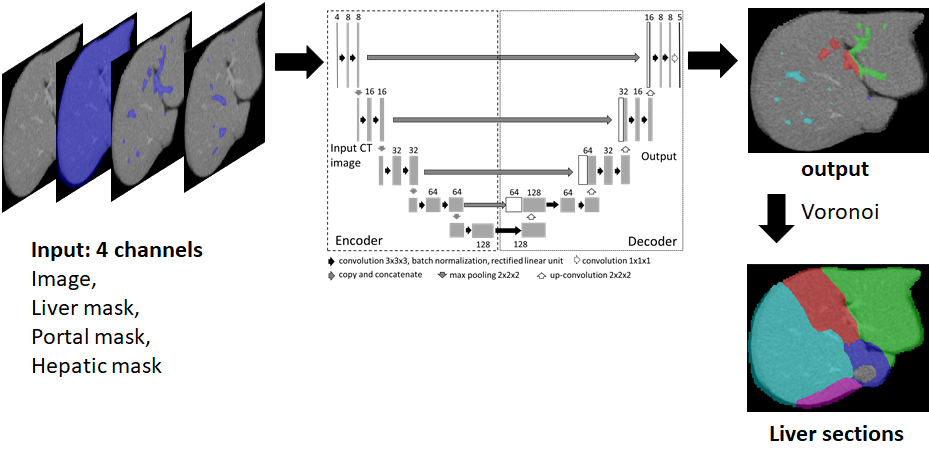 4 8 8
16 8 8 5
16 16
32 16
Input CT
image
Output
32 32
64 32
64 64
64 128 64
128 128
Encoder
Decoder
convolution 3x3x3, batch normalization, rectified linear unit
convolution 1x1x1
copy and concatenate
max pooling 2x2x2
up-convolution 2x2x2
Input: 4 channels
Image,
Liver mask,
Portal mask,
Hepatic mask
output
Voronoi
Liver sections